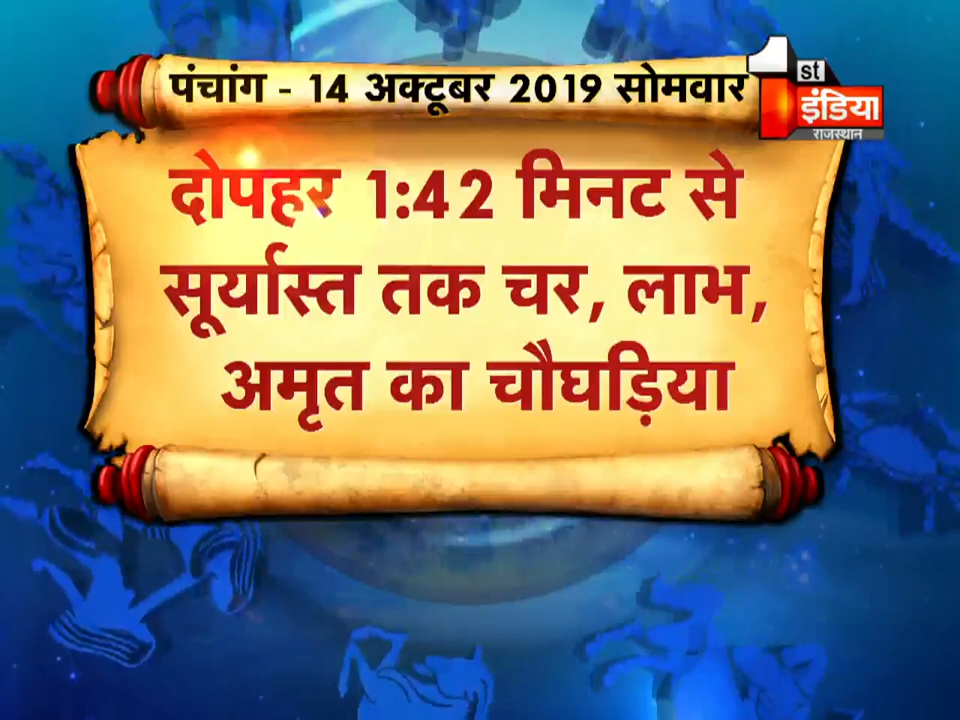 पंचांग - 14 अक्टूबर 2019 सोमवार
1st
इंडिया
राजस्थान
दोपहर 1:42 मिनट से
सूर्यास्त तक चर, लाभ,
अमृत का चौघड़िया